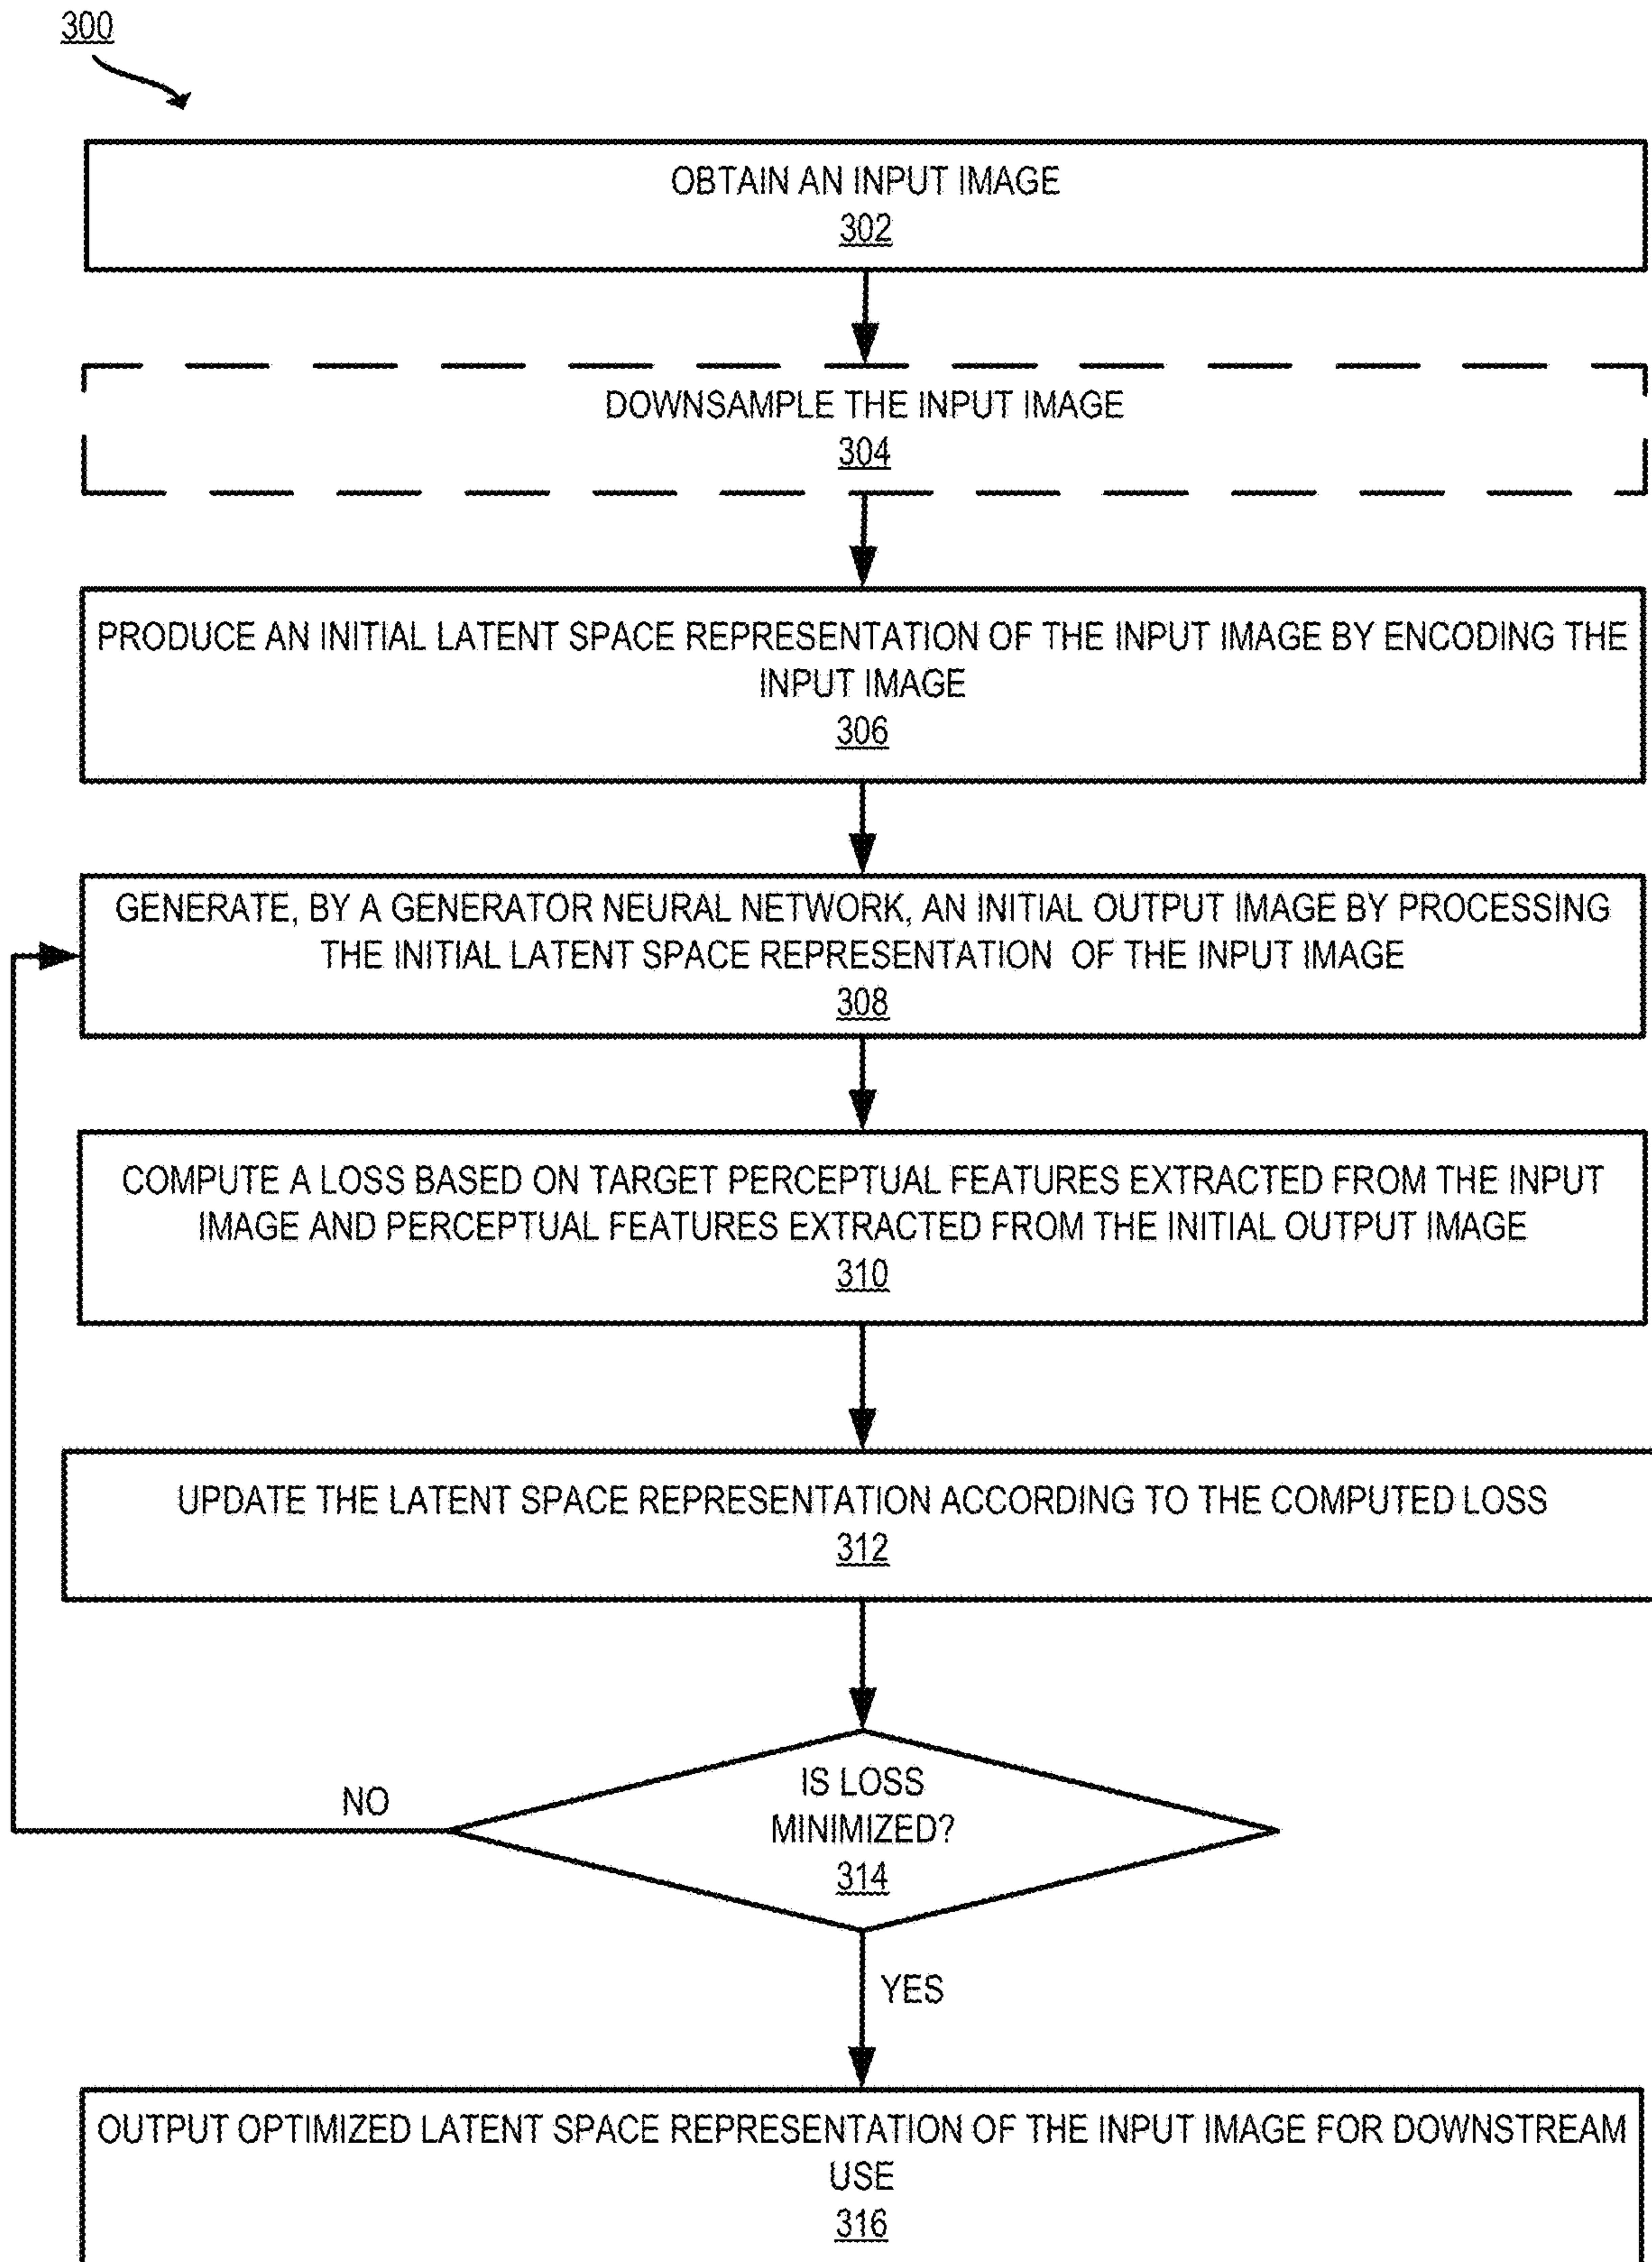 300
OBTAIN AN INPUT IMAGE
302
DOWNSAMPLE THE INPUT IMAGE
304
PRODUCE AN INITIAL LATENT SPACE REPRESENTATION OF THE INPUT IMAGE BY ENCODING THE
INPUT IMAGE
306
GENERATE, BY A GENERATOR NEURAL NETWORK, AN INITIAL OUTPUT IMAGE BY PROCESSING
THE INITIAL LATENT SPACE REPRESENTATION OF THE INPUT IMAGE
308
COMPUTE A LOSS BASED ON TARGET PERCEPTUAL FEATURES EXTRACTED FROM THE INPUT
IMAGE AND PERCEPTUAL FEATURES EXTRACTED FROM THE INITIAL OUTPUT IMAGE
310
UPDATE THE LATENT SPACE REPRESENTATION ACCORDING TO THE COMPUTED LOSS
312
IS LOSS
MINIMIZED?
314
NO
YES
OUTPUT OPTIMIZED LATENT SPACE REPRESENTATION OF THE INPUT IMAGE FOR DOWNSTREAM
USE
316